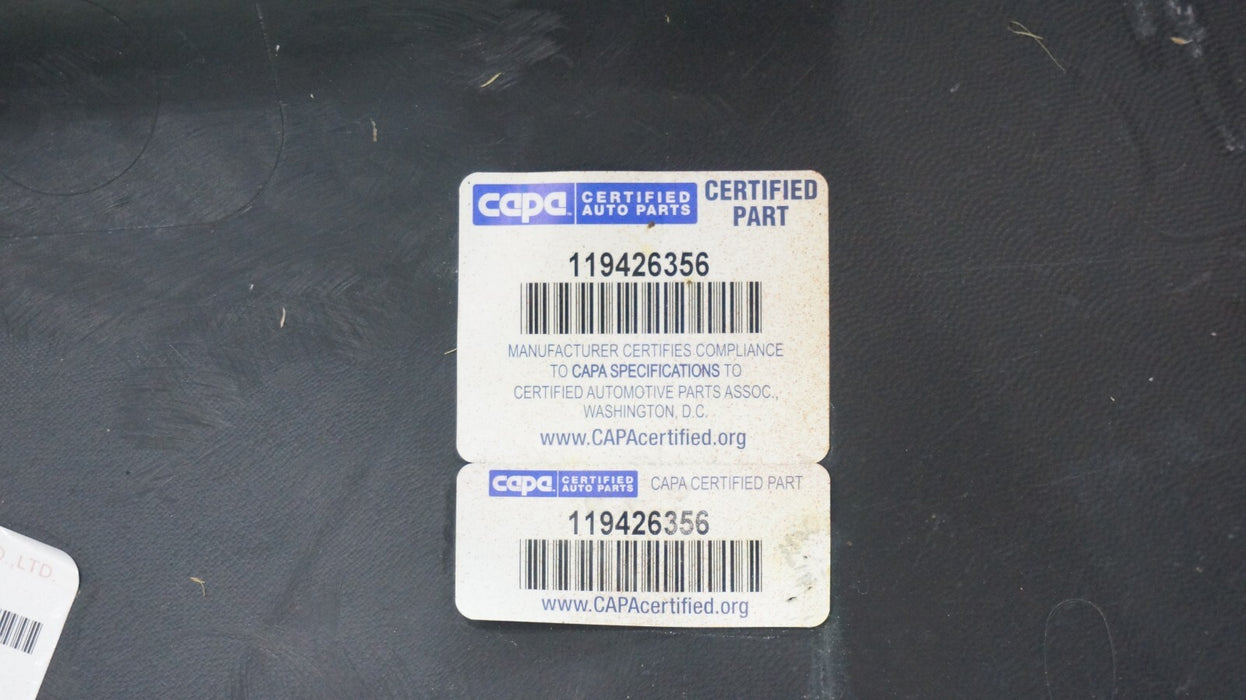 capa CERTIFIED AUTO PARTS CERTIFIED PART
119426356
MANUFACTURER CERTIFIES COMPLIANCE
TO CAPA SPECIFICATIONS TO
CERTIFIED AUTOMOTIVE PARTS ASSOC.,
WASHINGTON, D.C.
www.CAPAcertified.org
capa CERTIFIED AUTO PARTS CAPA CERTIFIED PART
119426356
www.CAPAcertified.org
.,LTD.